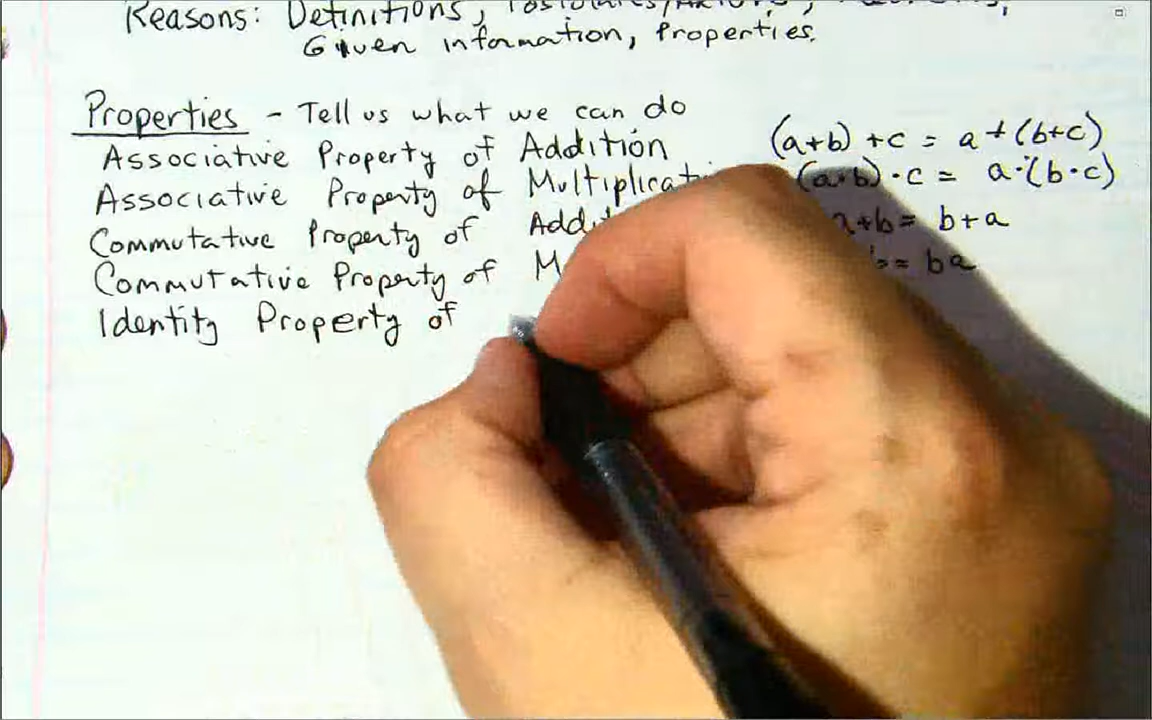 Reasons: Definitions,
Given information, Properties.
Properties - Tell us what we can do
Associative Property of Addition (a+b)+c = a+(b+c)
Associative Property of (a·b)·c = a·(b·c)
Commutative Property of a+b = b+a
Commutative Property of = ba
Identity Property of